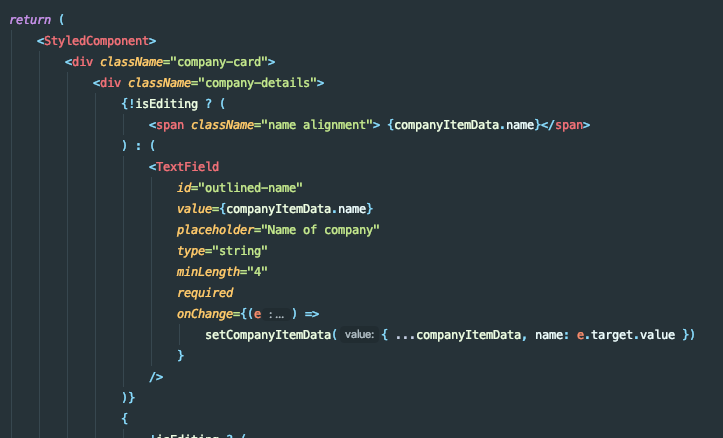 return (
<StyledComponent>
<div className="company-card">
<div className="company-details">
{!isEditing ? (
<span className="name alignment"> {companyItemData.name}</span>
) : (
<TextField
id="outlined-name"
value={companyItemData.name}
placeholder="Name of company"
type="string"
minLength="4"
required
onChange={(e :... ) =>
setCompanyItemData( value: { ...companyItemData, name: e.target.value })
}
/>
)}
{
!isEditing ? (